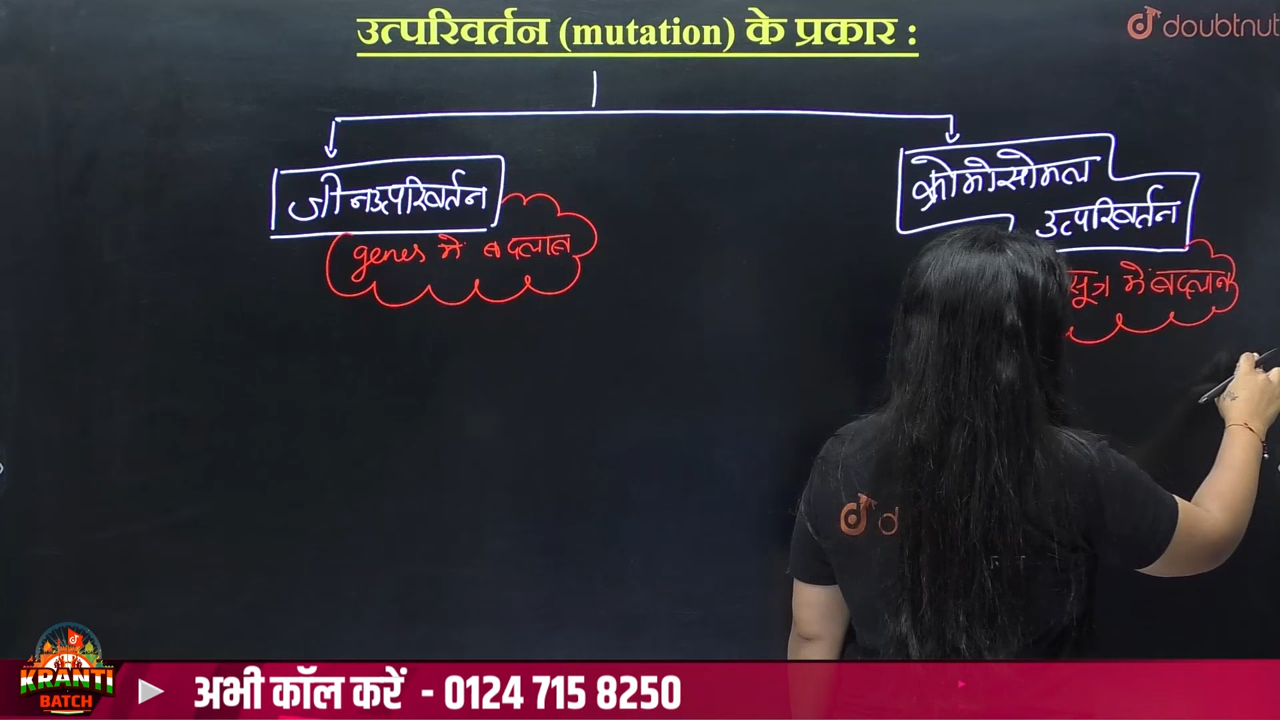 उत्परिवर्तन (mutation) के प्रकार :
doubtnut
जीनउत्परिवर्तन
genes में बदलाव
क्रोमोसोमल
उत्परिवर्तन
सूत्र में बदलाव
KRANTI
BATCH
अभी कॉल करें - 0124 715 8250